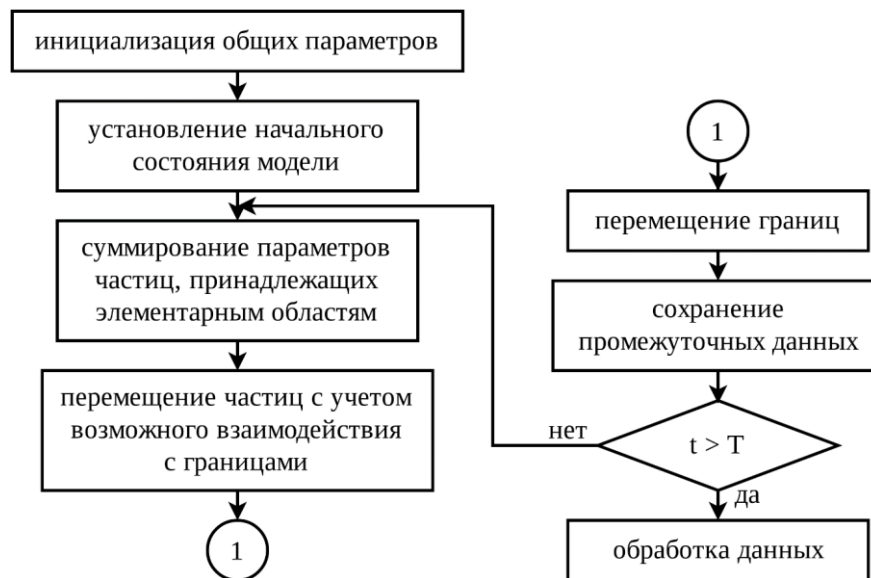 инициализация общих параметров
установление начального
состояния модели
суммирование параметров
частиц, принадлежащих
элементарным областям
перемещение частиц с учетом
возможного взаимодействия
с границами
1
1
перемещение границ
сохранение
промежуточных данных
t > T
нет
да
обработка данных